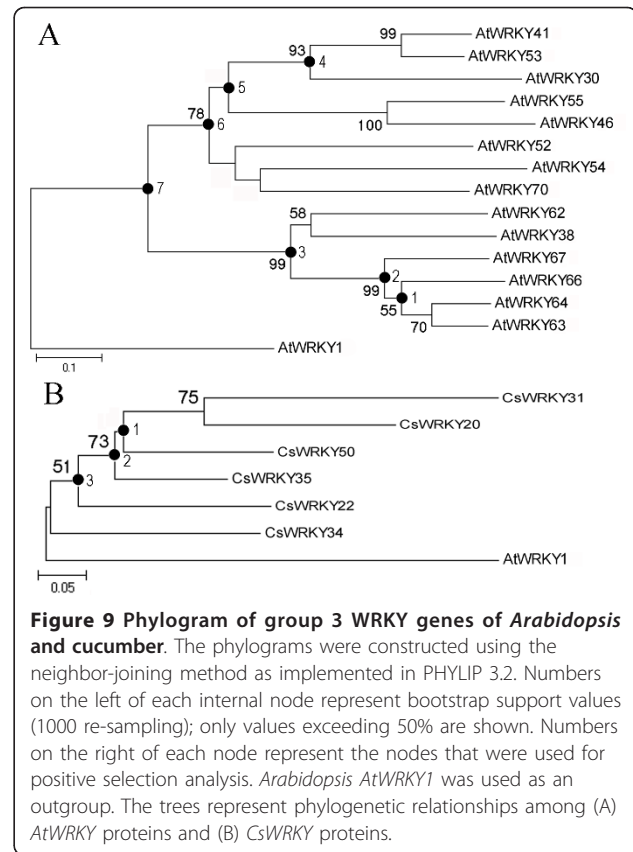 A
99
AtWRKY41
AtWRKY53
93
4
AtWRKY30
5
AtWRKY55
100
AtWRKY46
78
6
AtWRKY52
AtWRKY54
AtWRKY70
7
58
AtWRKY62
AtWRKY38
3
99
AtWRKY67
2
99
AtWRKY66
1
55
AtWRKY64
70
AtWRKY63
AtWRKY1
0.1
B
75
CsWRKY31
CsWRKY20
1
73
CsWRKY50
2
51
CsWRKY35
3
CsWRKY22
CsWRKY34
AtWRKY1
0.05
Figure 9 Phylogram of group 3 WRKY genes of Arabidopsis
and cucumber. The phylograms were constructed using the
neighbor-joining method as implemented in PHYLIP 3.2. Numbers
on the left of each internal node represent bootstrap support values
(1000 re-sampling); only values exceeding 50% are shown. Numbers
on the right of each node represent the nodes that were used for
positive selection analysis. Arabidopsis AtWRKY1 was used as an
outgroup. The trees represent phylogenetic relationships among (A)
AtWRKY proteins and (B) CsWRKY proteins.